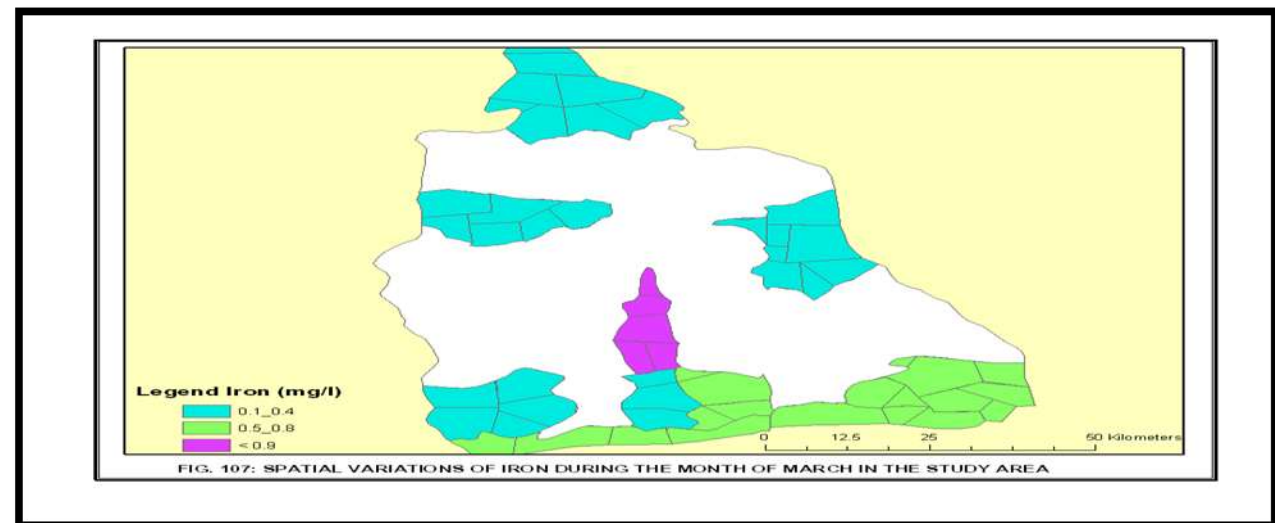 Legend Iron (mg/l)
0.1_0.4
0.5_0.8
< 0.9
0 12.5 25 50 Kilometers
FIG. 107: SPATIAL VARIATIONS OF IRON DURING THE MONTH OF MARCH IN THE STUDY AREA